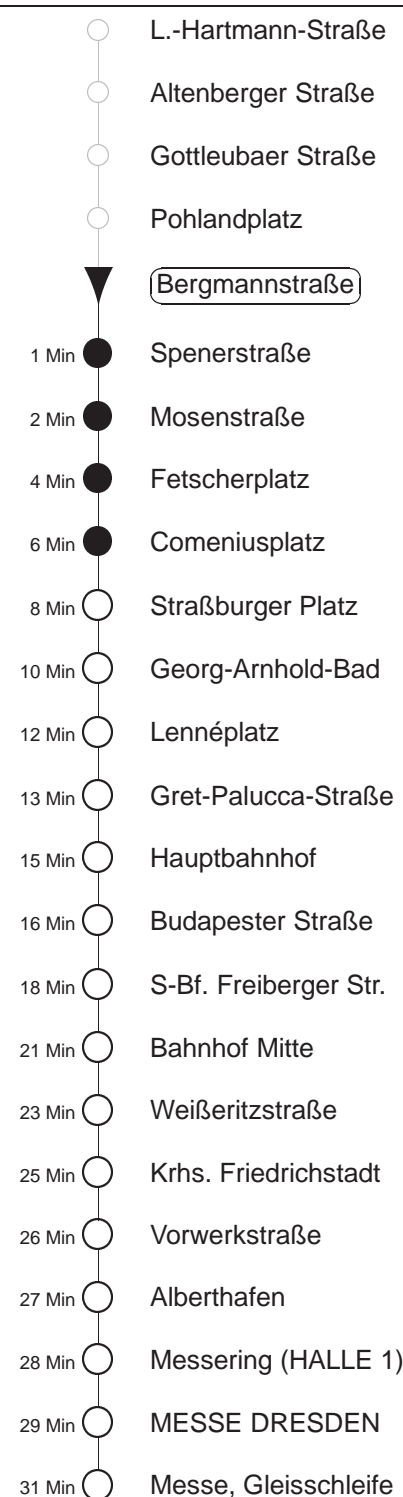 L.-Hartmann-Straße
Altenberger Straße
Gottleubaer Straße
Pohlandplatz
Bergmannstraße
1 Min Spenerstraße
2 Min Mosenstraße
4 Min Fetscherplatz
6 Min Comeniusplatz
8 Min Straßburger Platz
10 Min Georg-Arnhold-Bad
12 Min Lennéplatz
13 Min Gret-Palucca-Straße
15 Min Hauptbahnhof
16 Min Budapester Straße
18 Min S-Bf. Freiberger Str.
21 Min Bahnhof Mitte
23 Min Weißeritzstraße
25 Min Krhs. Friedrichstadt
26 Min Vorwerkstraße
27 Min Alberthafen
28 Min Messering (HALLE 1)
29 Min MESSE DRESDEN
31 Min Messe, Gleisschleife